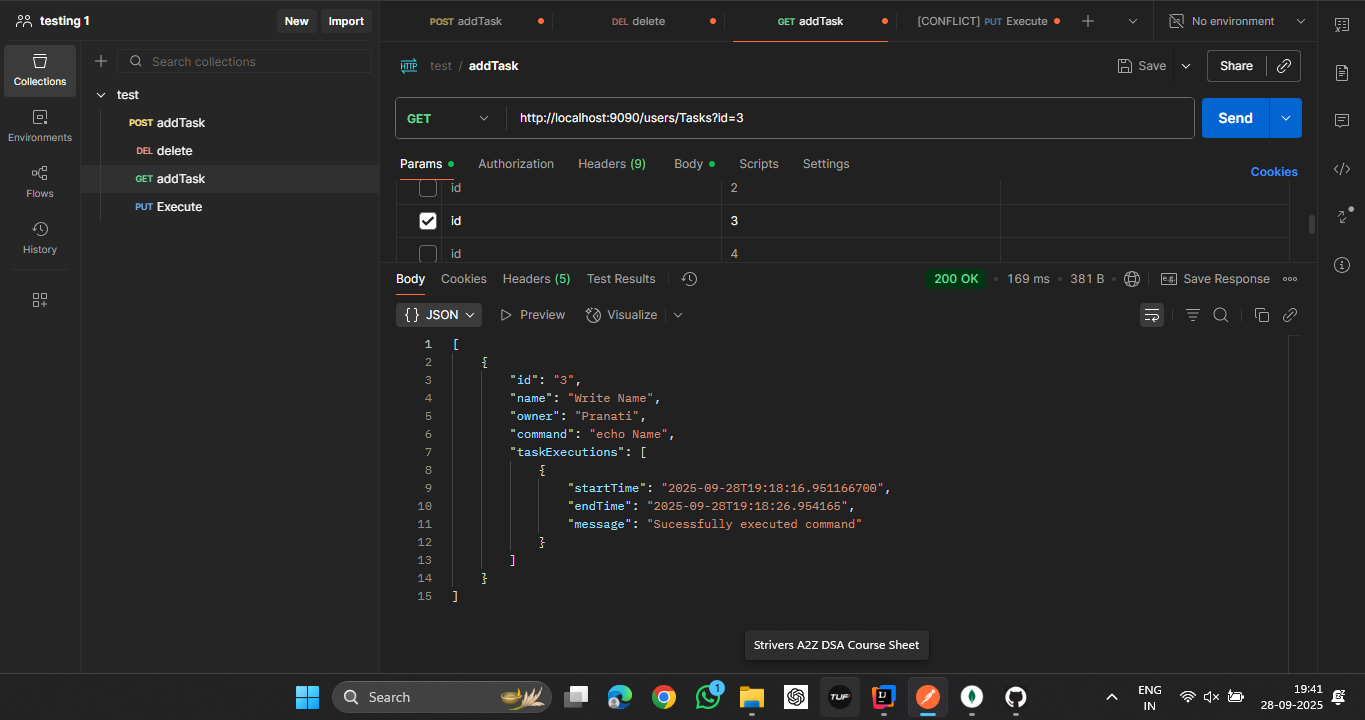 testing 1
New
Import
POST addTask
DEL delete
GET addTask
[CONFLICT] PUT Execute
No environment
Collections
Environments
Flows
History
Search collections
test
POST addTask
DEL delete
GET addTask
PUT Execute
HTTP
test / addTask
Save
Share
GET
http://localhost:9090/users/Tasks?id=3
Send
Params
Authorization
Headers (9)
Body
Scripts
Settings
Cookies
id 2
id 3
id 4
Body
Cookies
Headers (5)
Test Results
200 OK
169 ms
381 B
e.g.
Save Response
{} JSON
Preview
Visualize
1 [
2 {
3 "id": "3",
4 "name": "Write Name",
5 "owner": "Pranati",
6 "command": "echo Name",
7 "taskExecutions": [
8 {
9 "startTime": "2025-09-28T19:18:16.951166700",
10 "endTime": "2025-09-28T19:18:26.954165",
11 "message": "Sucessfully executed command"
12 }
13 ]
14 }
15 ]
Strivers A2Z DSA Course Sheet
Search
1
TUF
ENG
IN
19:41
28-09-2025